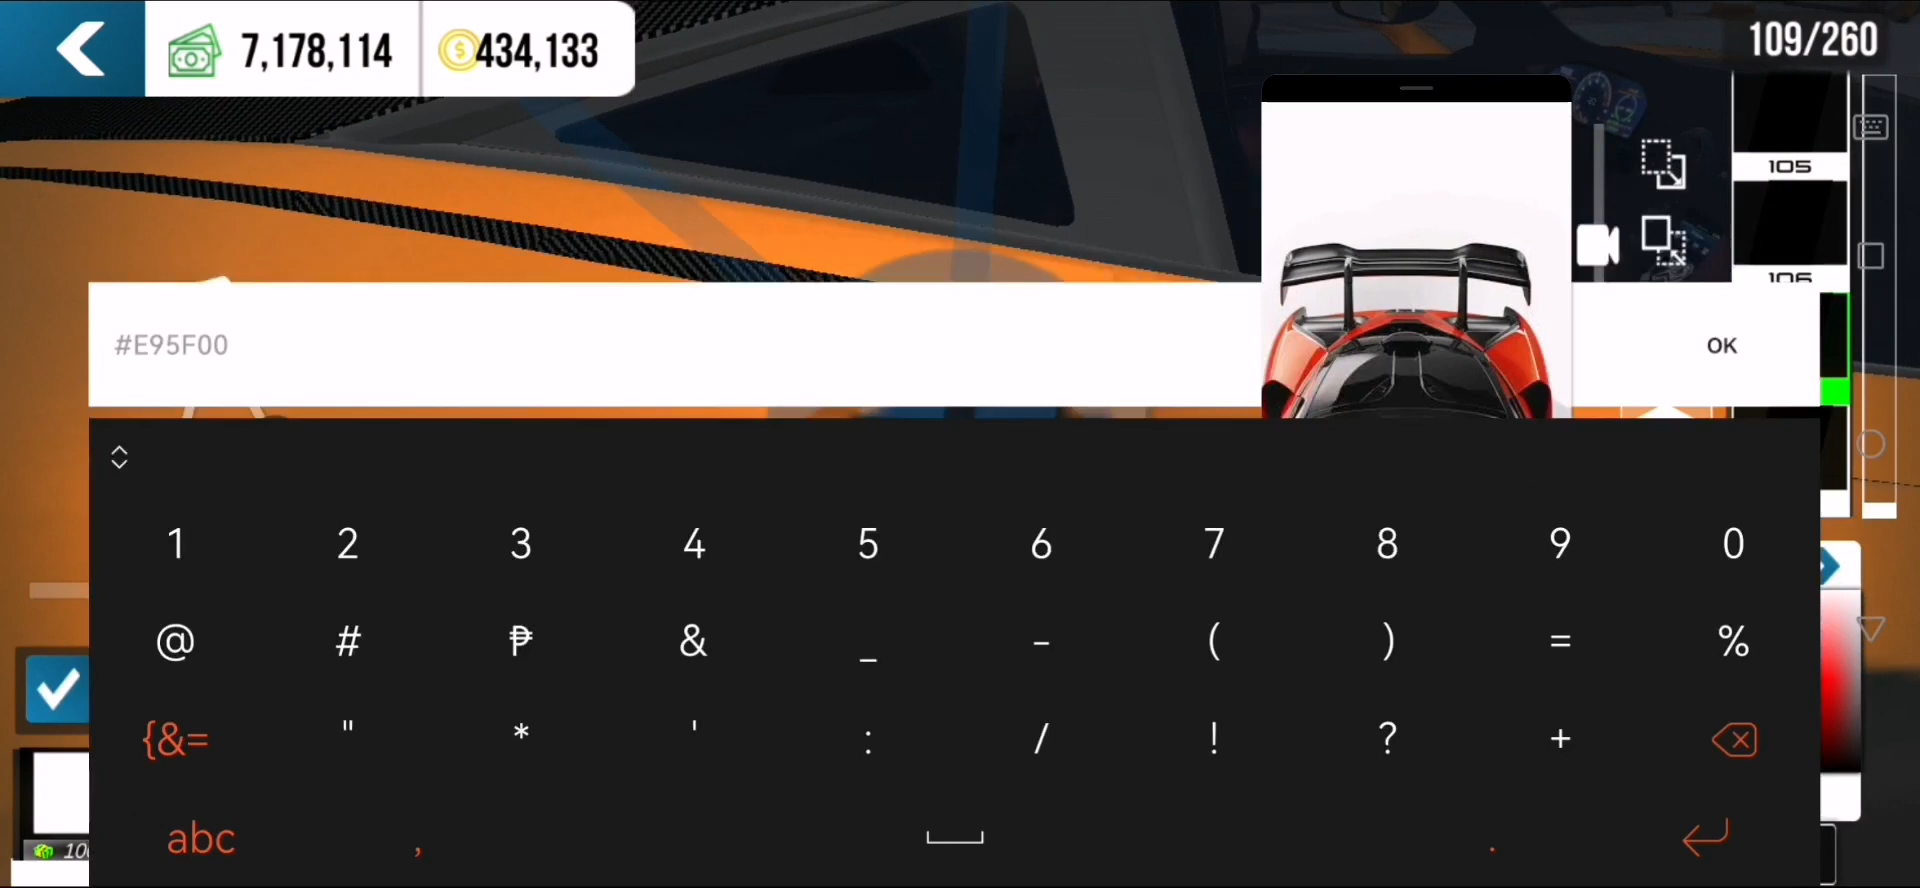 7,178,114
434,133
109/260
105
106
#E95F00
OK
1 2 3 4 5 6 7 8 9 0
@ # ₱ & _ - ( ) = %
{&= " * ' : / ! ? +
abc , .